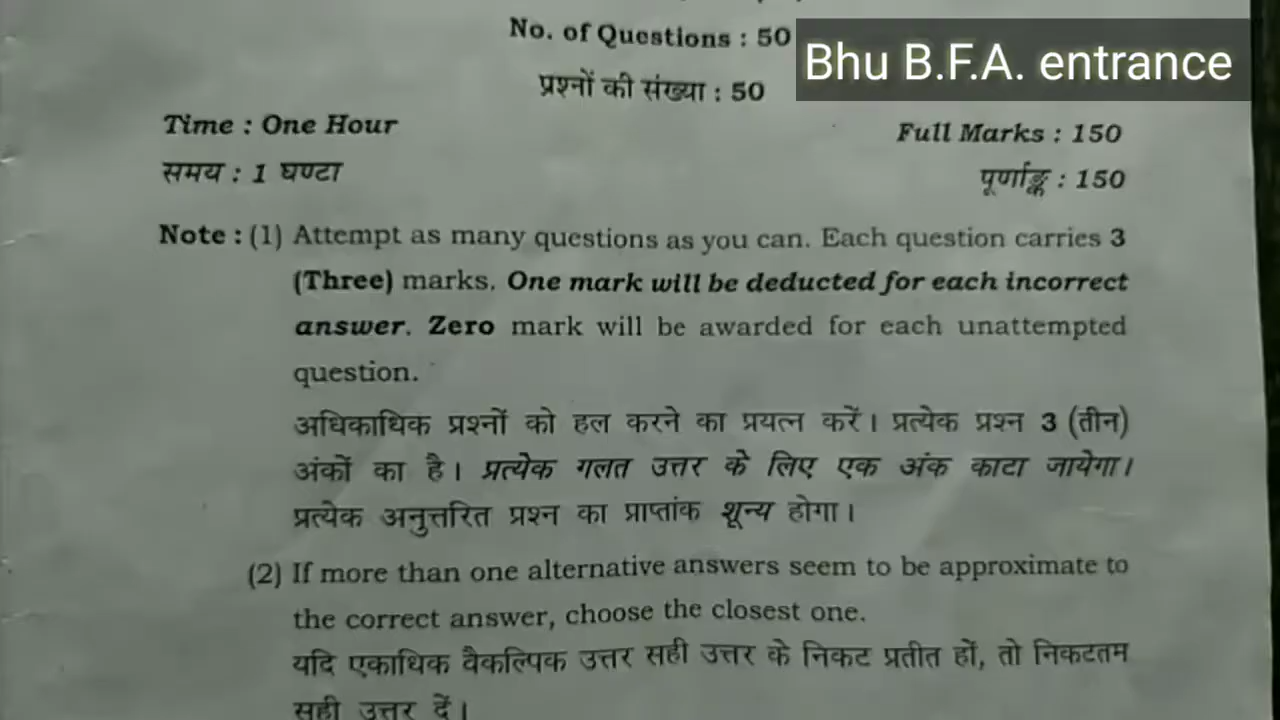 No. of Questions : 50
Bhu B.F.A. entrance
प्रश्नों की संख्या : 50
Time : One Hour
Full Marks : 150
समय : 1 घण्टा
पूर्णाङ्क : 150
Note : (1) Attempt as many questions as you can. Each question carries 3
(Three) marks. One mark will be deducted for each incorrect
answer. Zero mark will be awarded for each unattempted
question.
अधिकाधिक प्रश्नों को हल करने का प्रयत्न करें। प्रत्येक प्रश्न 3 (तीन)
अंकों का है। प्रत्येक गलत उत्तर के लिए एक अंक काटा जायेगा।
प्रत्येक अनुत्तरित प्रश्न का प्राप्तांक शून्य होगा।
(2) If more than one alternative answers seem to be approximate to
the correct answer, choose the closest one.
यदि एकाधिक वैकल्पिक उत्तर सही उत्तर के निकट प्रतीत हों, तो निकटतम
सही उत्तर दें।